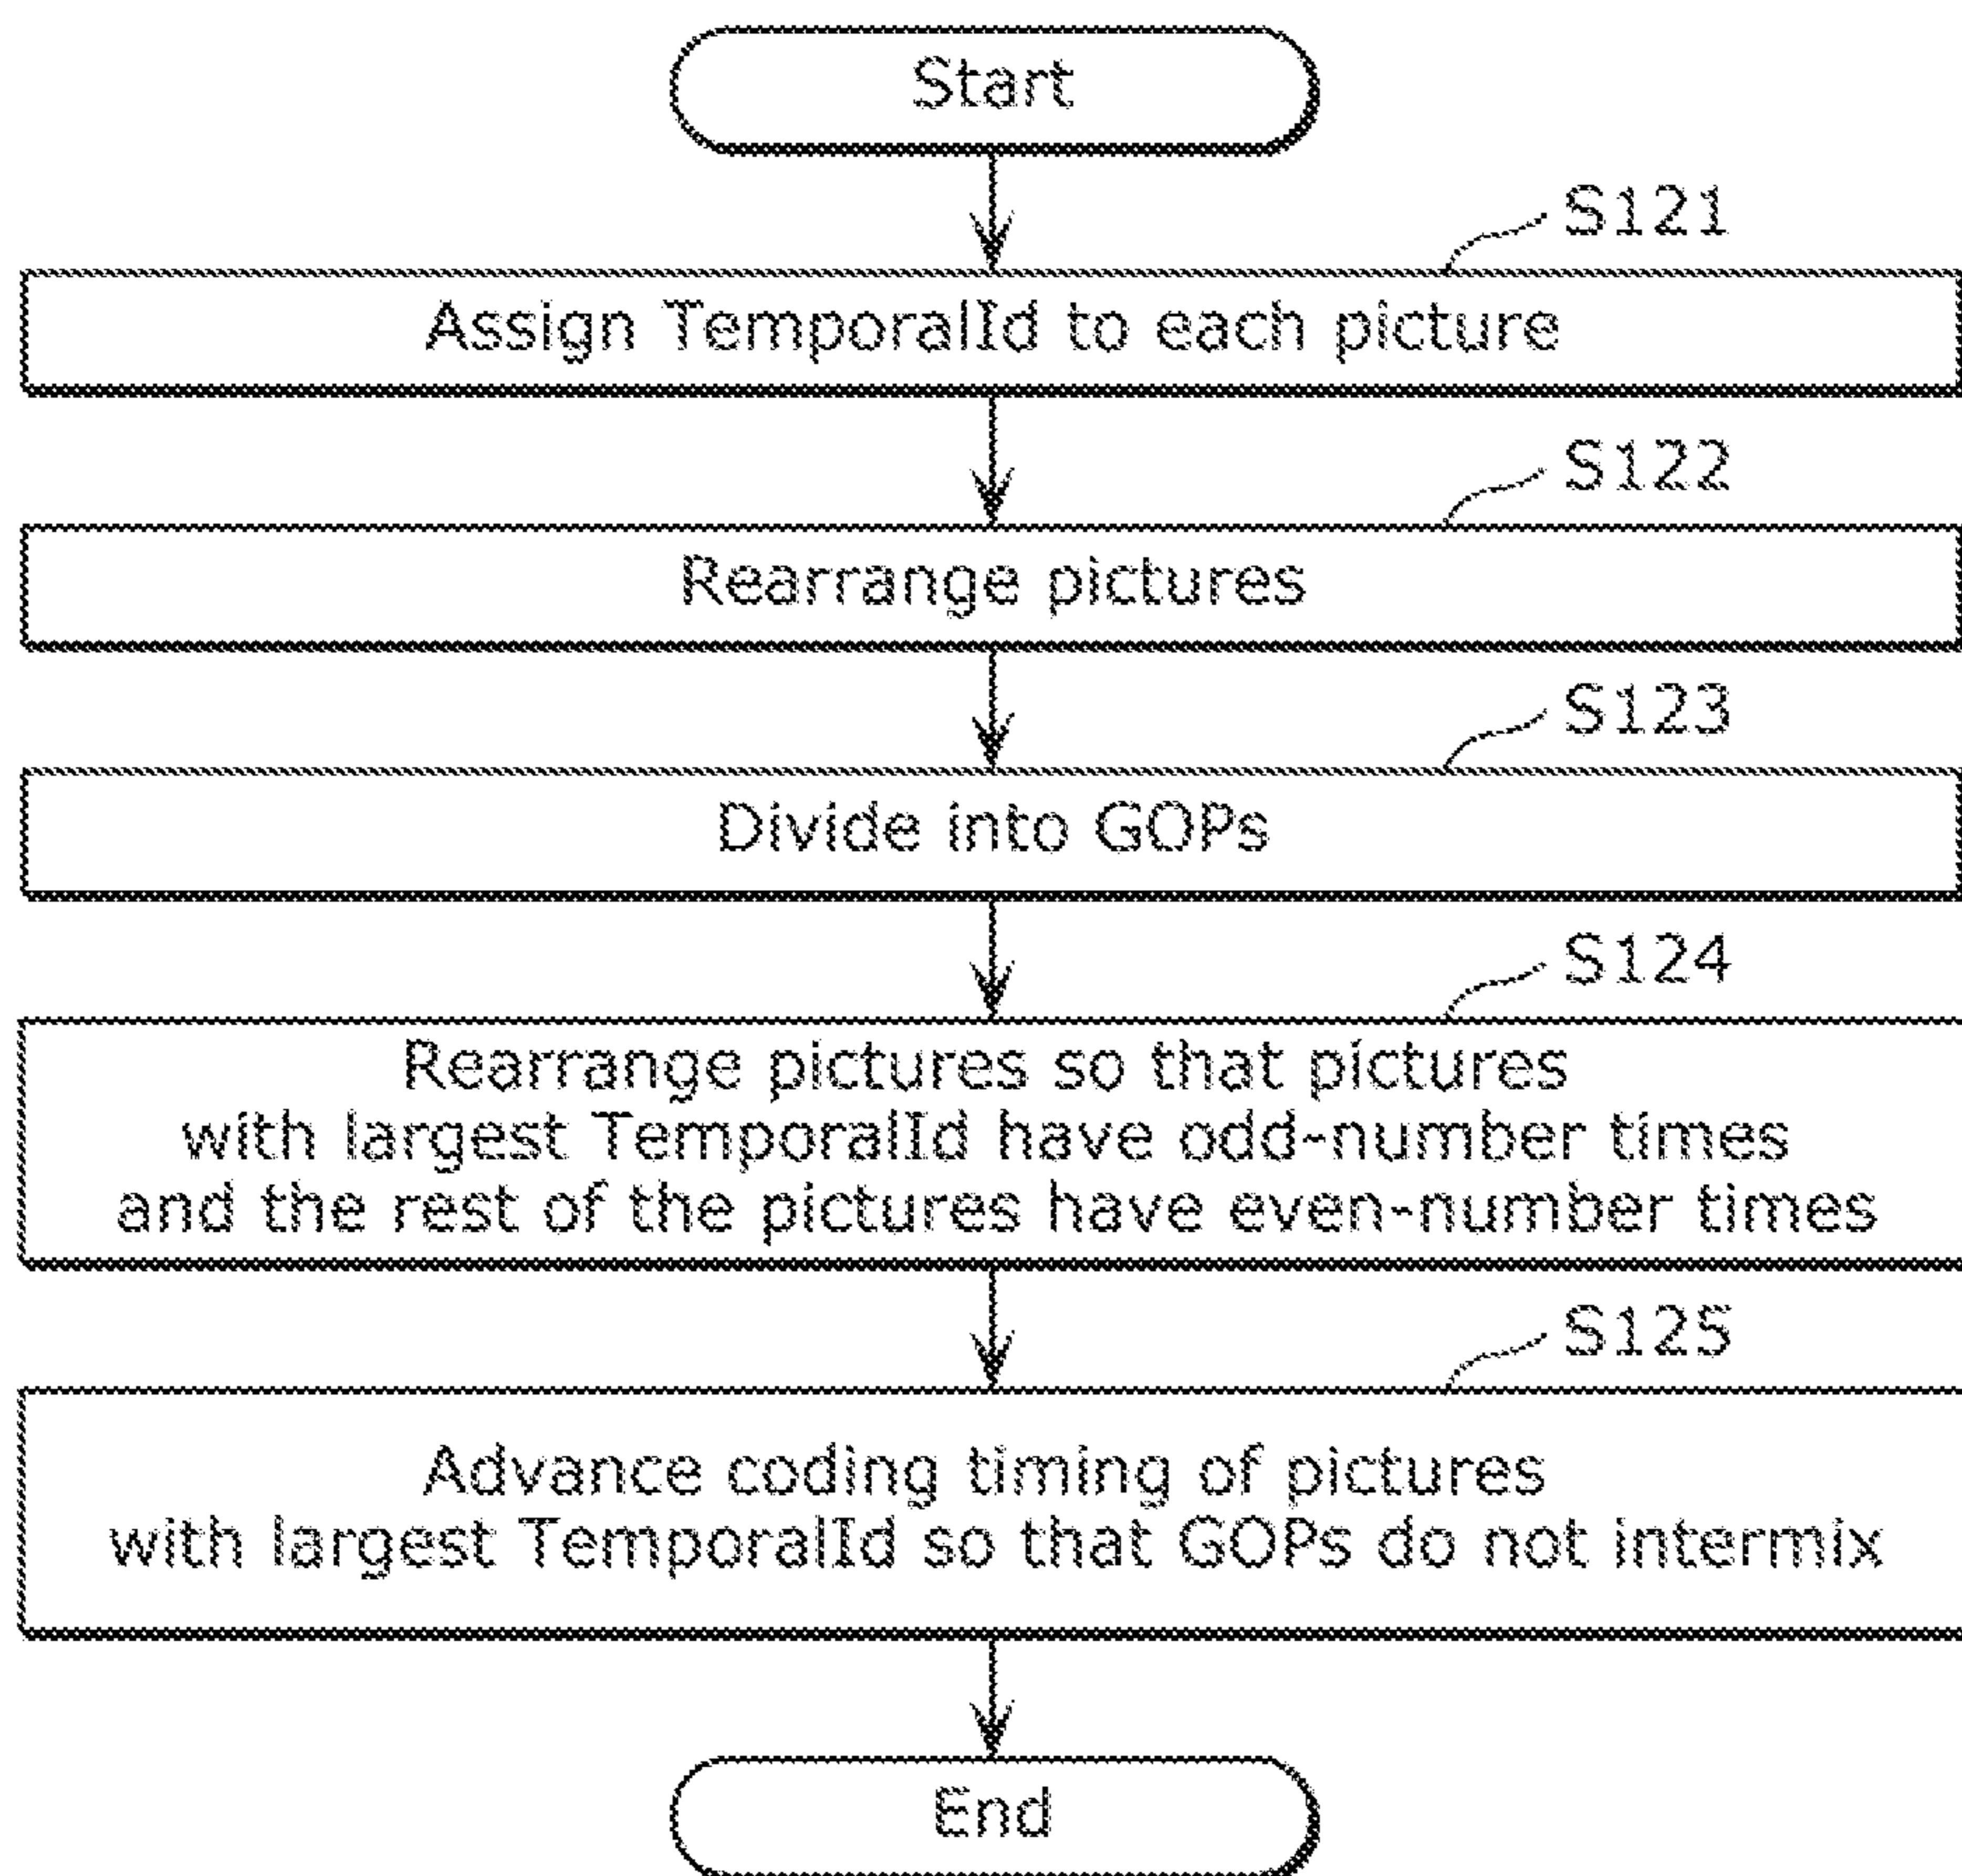 Start
S121
Assign TemporalId to each picture
S122
Rearrange pictures
S123
Divide into GOPs
S124
Rearrange pictures so that pictures
with largest TemporalId have odd-number times
and the rest of the pictures have even-number times
S125
Advance coding timing of pictures
with largest TemporalId so that GOPs do not intermix
End